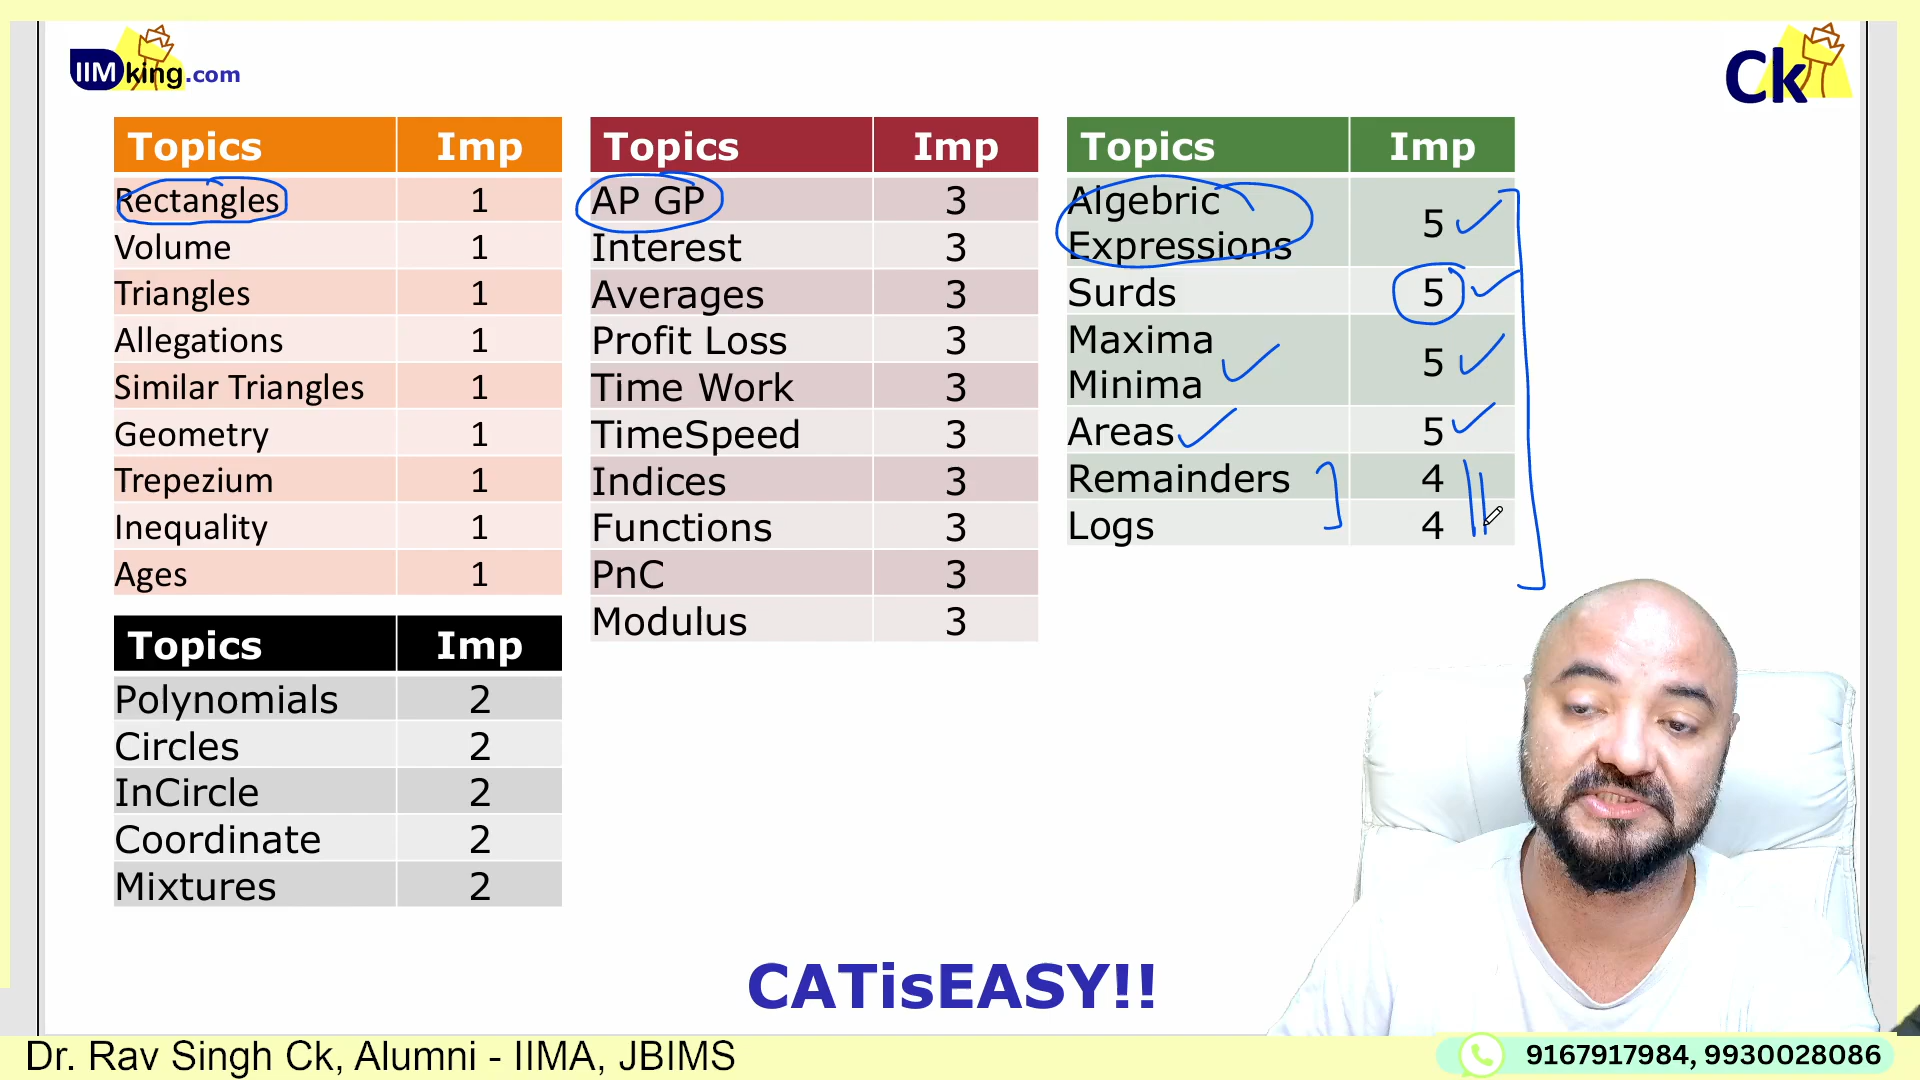 IIMking.com
Ck
Topics Imp
Rectangles 1
Volume 1
Triangles 1
Allegations 1
Similar Triangles 1
Geometry 1
Trepezium 1
Inequality 1
Ages 1
Topics Imp
Polynomials 2
Circles 2
InCircle 2
Coordinate 2
Mixtures 2
Topics Imp
AP GP 3
Interest 3
Averages 3
Profit Loss 3
Time Work 3
TimeSpeed 3
Indices 3
Functions 3
PnC 3
Modulus 3
Topics Imp
Algebric
Expressions 5
Surds 5
Maxima
Minima 5
Areas 5
Remainders 4
Logs 4
CATisEASY!!
Dr. Rav Singh Ck, Alumni - IIMA, JBIMS
9167917984, 9930028086